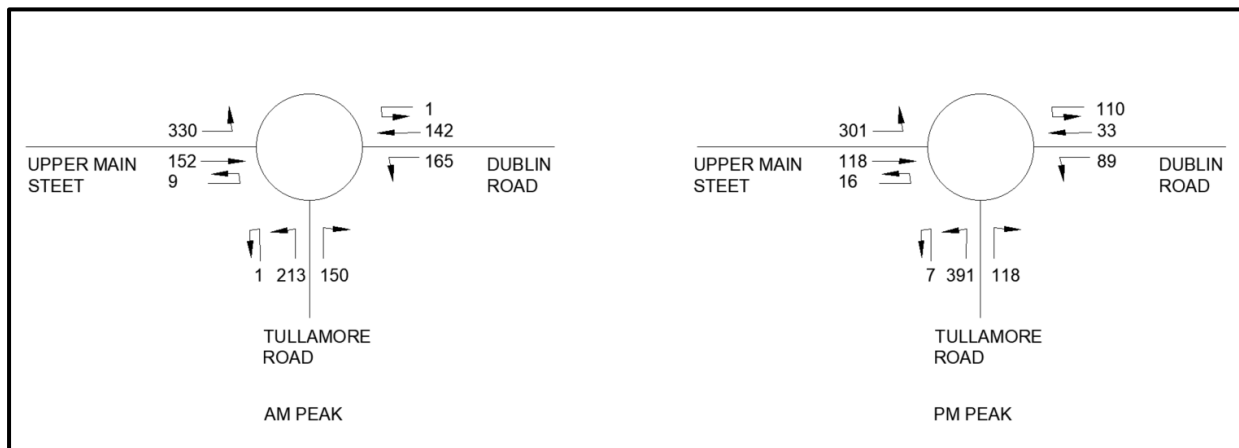 1
330
142
UPPER MAIN
STEET
152
9
165
DUBLIN
ROAD
1 213 150
TULLAMORE
ROAD
AM PEAK
110
301
33
UPPER MAIN
STEET
118
16
89
DUBLIN
ROAD
7 391 118
TULLAMORE
ROAD
PM PEAK